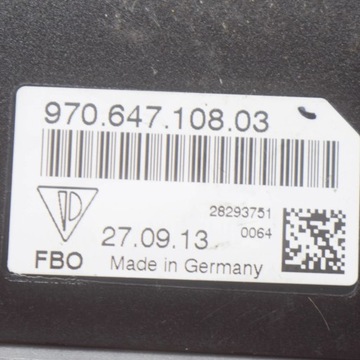 970.647.108.03
28293751
27.09.13 0064
FBO Made in Germany